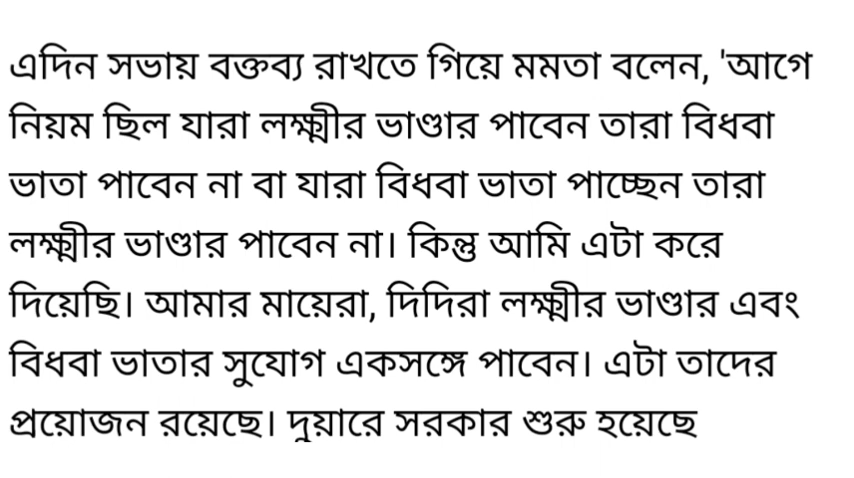 এদিন সভায় বক্তব্য রাখতে গিয়ে মমতা বলেন, 'আগে
নিয়ম ছিল যারা লক্ষ্মীর ভাণ্ডার পাবেন তারা বিধবা
ভাতা পাবেন না বা যারা বিধবা ভাতা পাচ্ছেন তারা
লক্ষ্মীর ভাণ্ডার পাবেন না। কিন্তু আমি এটা করে
দিয়েছি। আমার মায়েরা, দিদিরা লক্ষ্মীর ভাণ্ডার এবং
বিধবা ভাতার সুযোগ একসঙ্গে পাবেন। এটা তাদের
প্রয়োজন রয়েছে। দুয়ারে সরকার শুরু হয়েছে